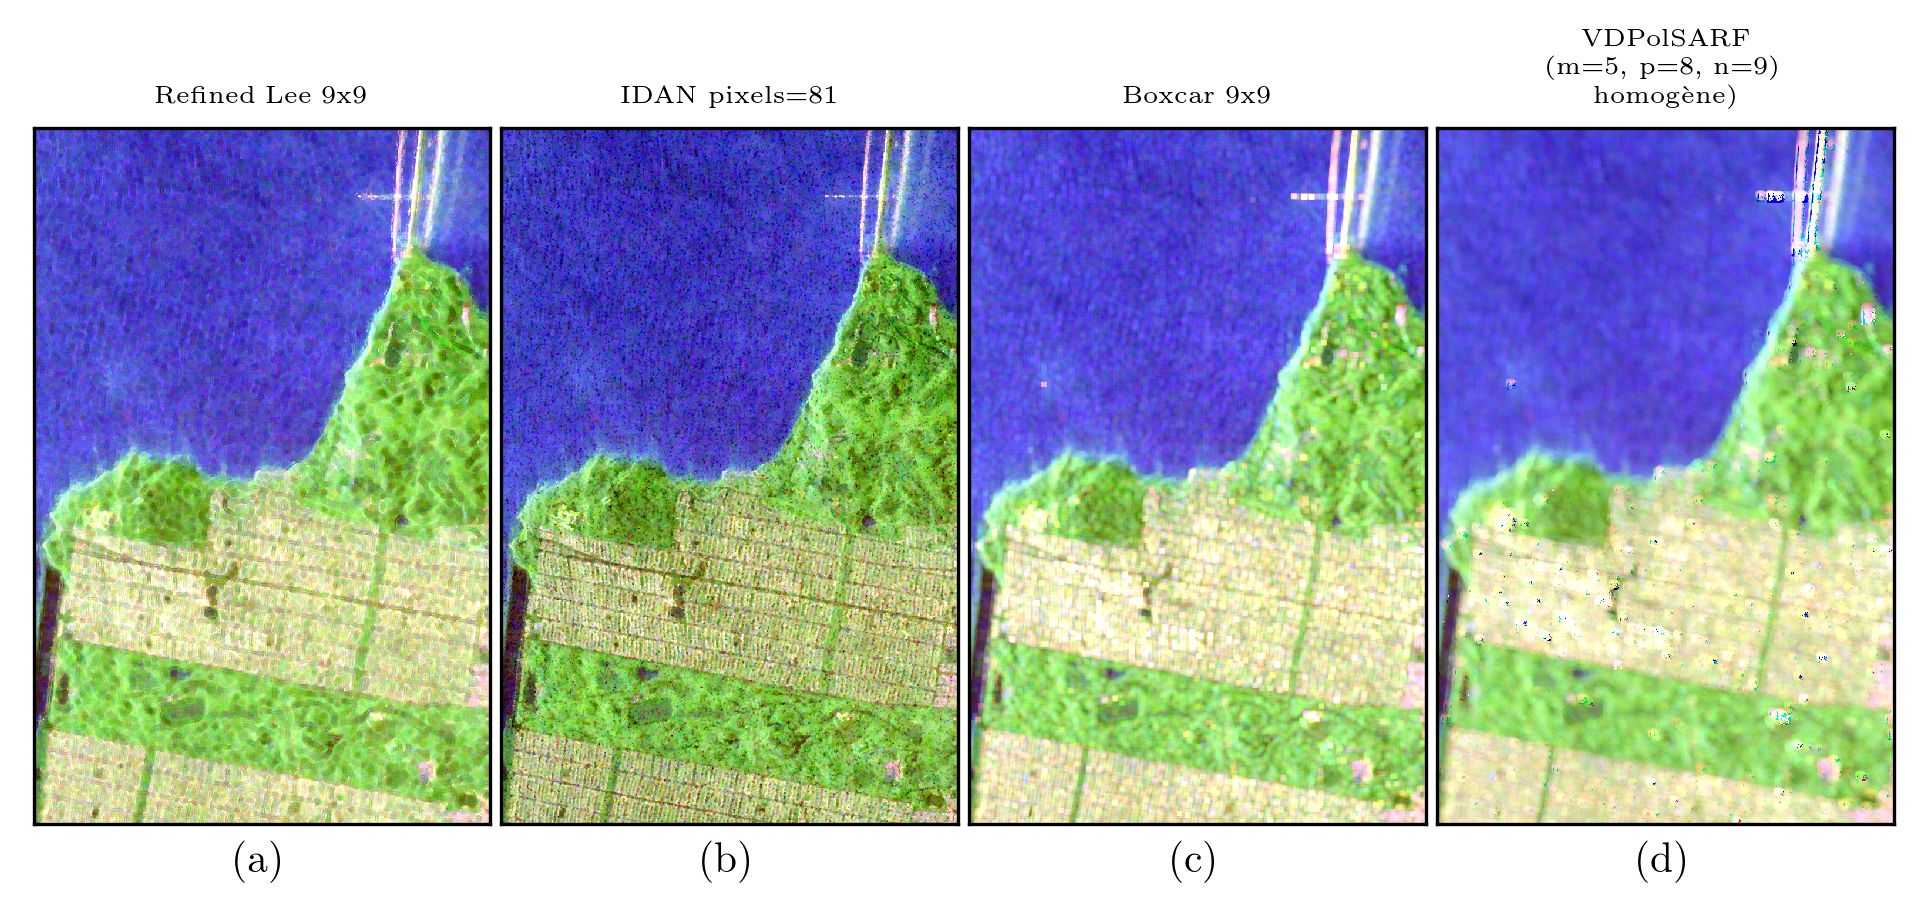 Refined Lee 9x9
IDAN pixels=81
Boxcar 9x9
VDPolSARF
(m=5, p=8, n=9)
homogène)
(a)
(b)
(c)
(d)